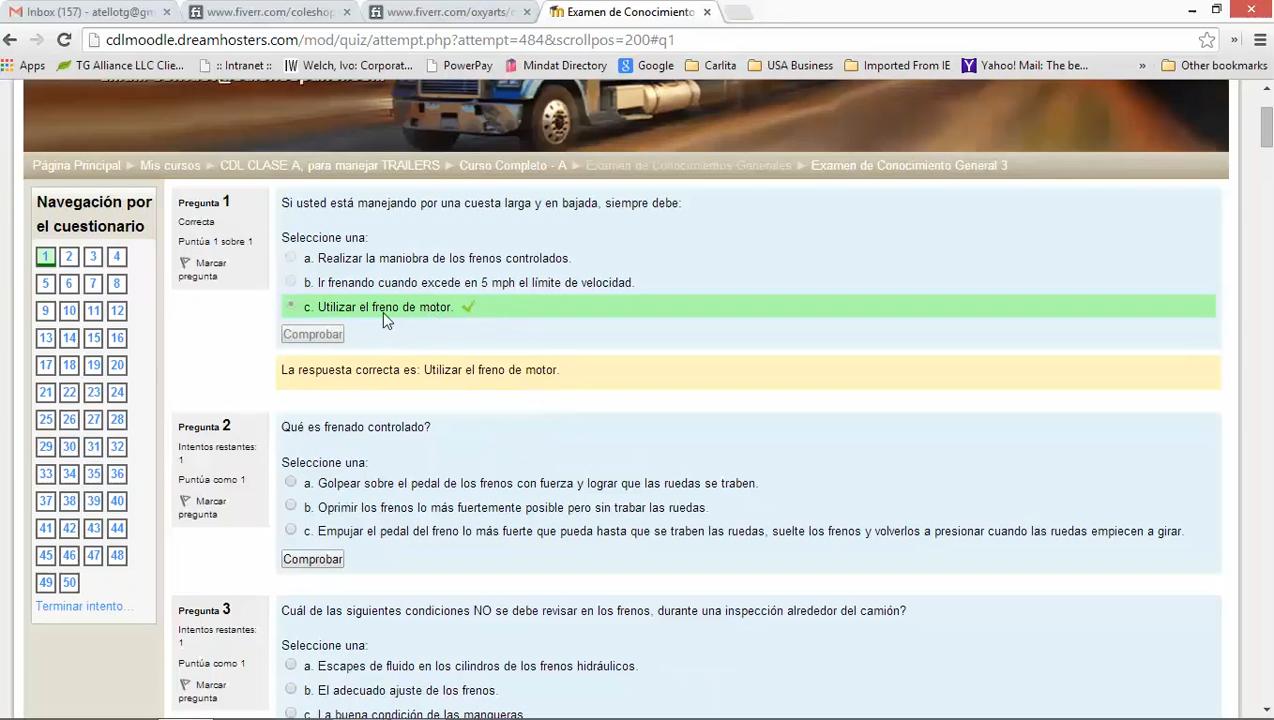 Inbox (157) - atellotg@gm
www.fiverr.com/coleshop
www.fiverr.com/oxyarts/
Examen de Conocimiento
cdlmoodle.dreamhosters.com/mod/quiz/attempt.php?attempt=484&scrollpos=200#q1
Apps
TG Alliance LLC Clie...
:: Intranet ::
Welch, Ivo: Corporat...
PowerPay
Mindat Directory
Google
Carlita
USA Business
Imported From IE
Yahoo! Mail: The be...
» Other bookmarks
Página Principal ► Mis cursos ► CDL CLASE A, para manejar TRAILERS ► Curso Completo - A ► Examen de Conocimientos Generales ► Examen de Conocimiento General 3
Navegación por
el cuestionario
1 2 3 4
5 6 7 8
9 10 11 12
13 14 15 16
17 18 19 20
21 22 23 24
25 26 27 28
29 30 31 32
33 34 35 36
37 38 39 40
41 42 43 44
45 46 47 48
49 50
Terminar intento...
Pregunta 1
Correcta
Puntúa 1 sobre 1
Marcar
pregunta
Si usted está manejando por una cuesta larga y en bajada, siempre debe:
Seleccione una:
a. Realizar la maniobra de los frenos controlados.
b. Ir frenando cuando excede en 5 mph el límite de velocidad.
c. Utilizar el freno de motor.
Comprobar
La respuesta correcta es: Utilizar el freno de motor.
Pregunta 2
Intentos restantes:
1
Puntúa como 1
Marcar
pregunta
Qué es frenado controlado?
Seleccione una:
a. Golpear sobre el pedal de los frenos con fuerza y lograr que las ruedas se traben.
b. Oprimir los frenos lo más fuertemente posible pero sin trabar las ruedas.
c. Empujar el pedal del freno lo más fuerte que pueda hasta que se traben las ruedas, suelte los frenos y volverlos a presionar cuando las ruedas empiecen a girar.
Comprobar
Pregunta 3
Intentos restantes:
1
Puntúa como 1
Marcar
pregunta
Cuál de las siguientes condiciones NO se debe revisar en los frenos, durante una inspección alrededor del camión?
Seleccione una:
a. Escapes de fluido en los cilindros de los frenos hidráulicos.
b. El adecuado ajuste de los frenos.
c. La buena condición de las mangueras